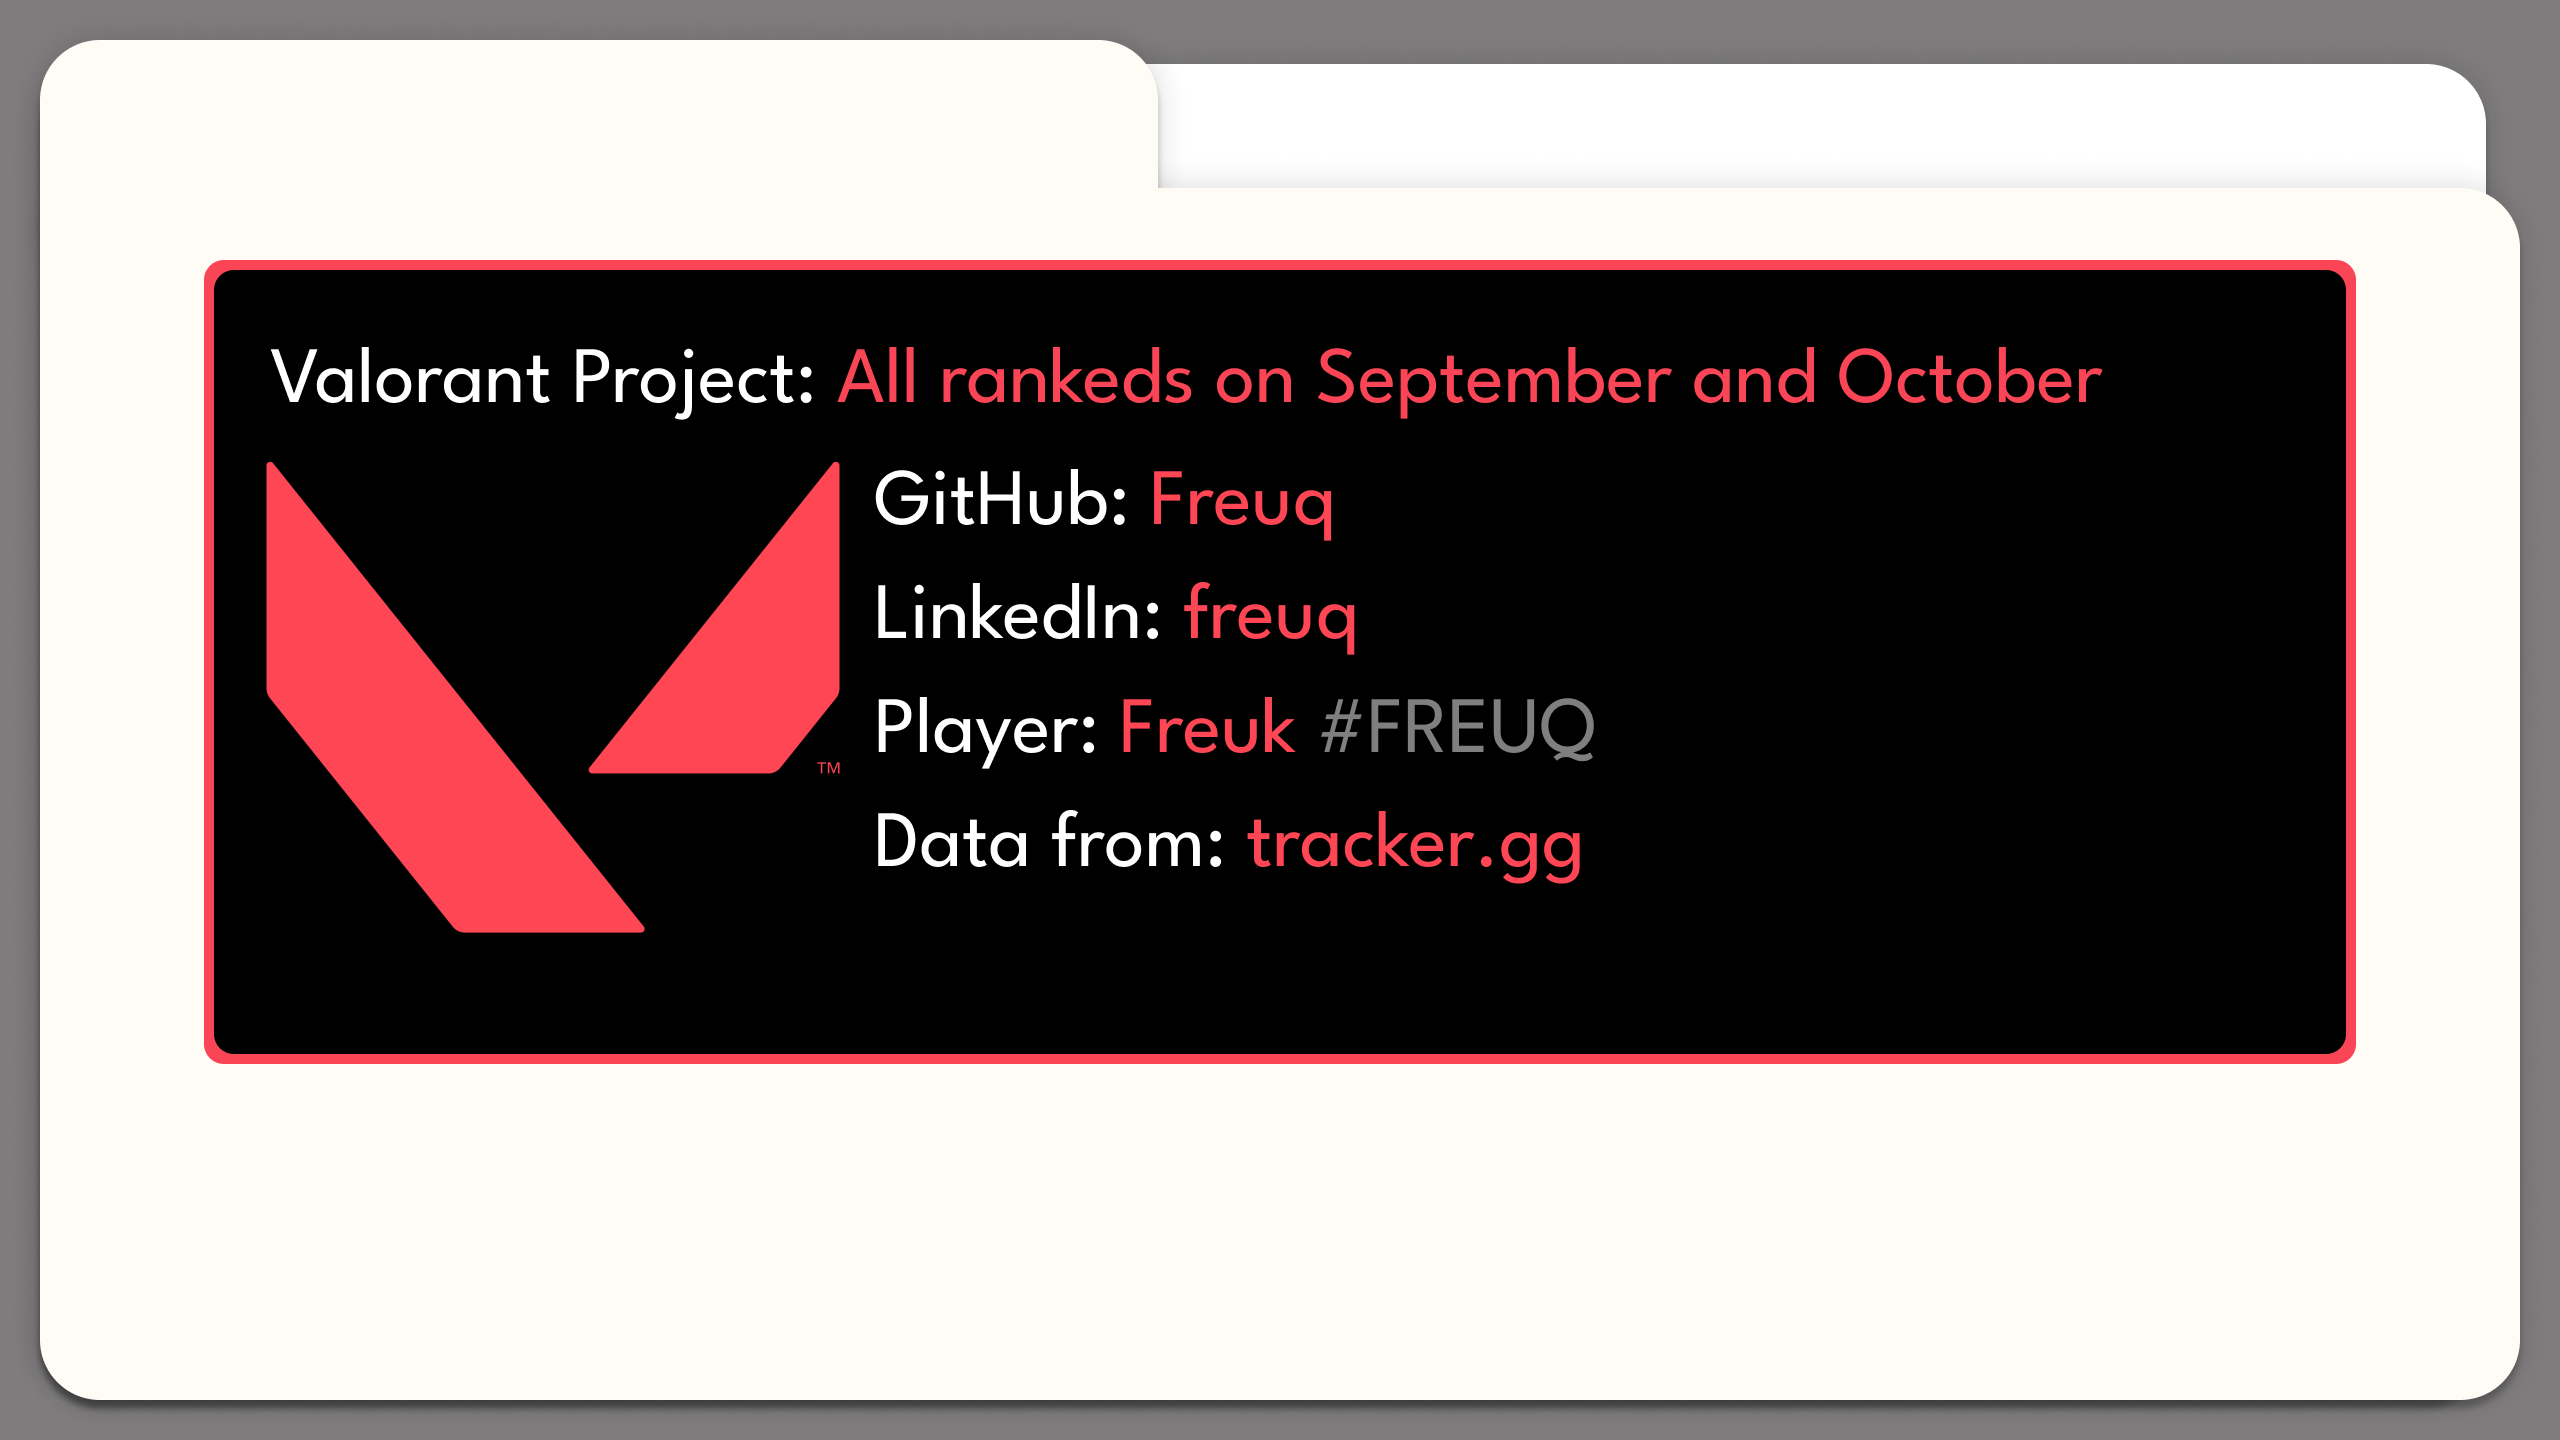 Valorant Project: All rankeds on September and October
GitHub: Freuq
LinkedIn: freuq
Player: Freuk #FREUQ
™
Data from: tracker.gg